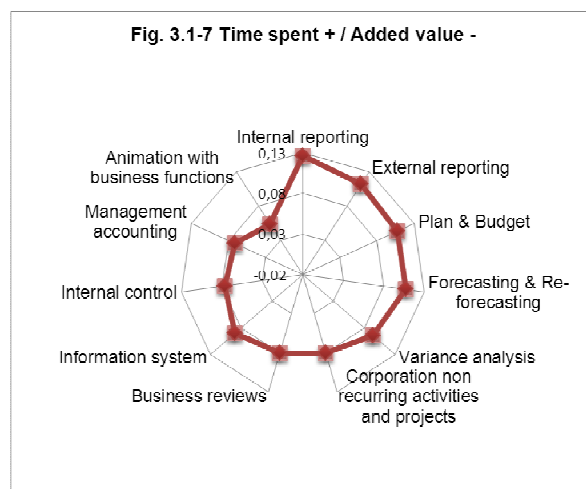 Fig. 3.1-7 Time spent + / Added value -
Internal reporting
0,13
External reporting
Animation with
business functions
0,08
Plan & Budget
Management
accounting
0,03
Forecasting & Re-
forecasting
-0,02
Internal control
Variance analysis
Information system
Corporation non
recurring activities
and projects
Business reviews